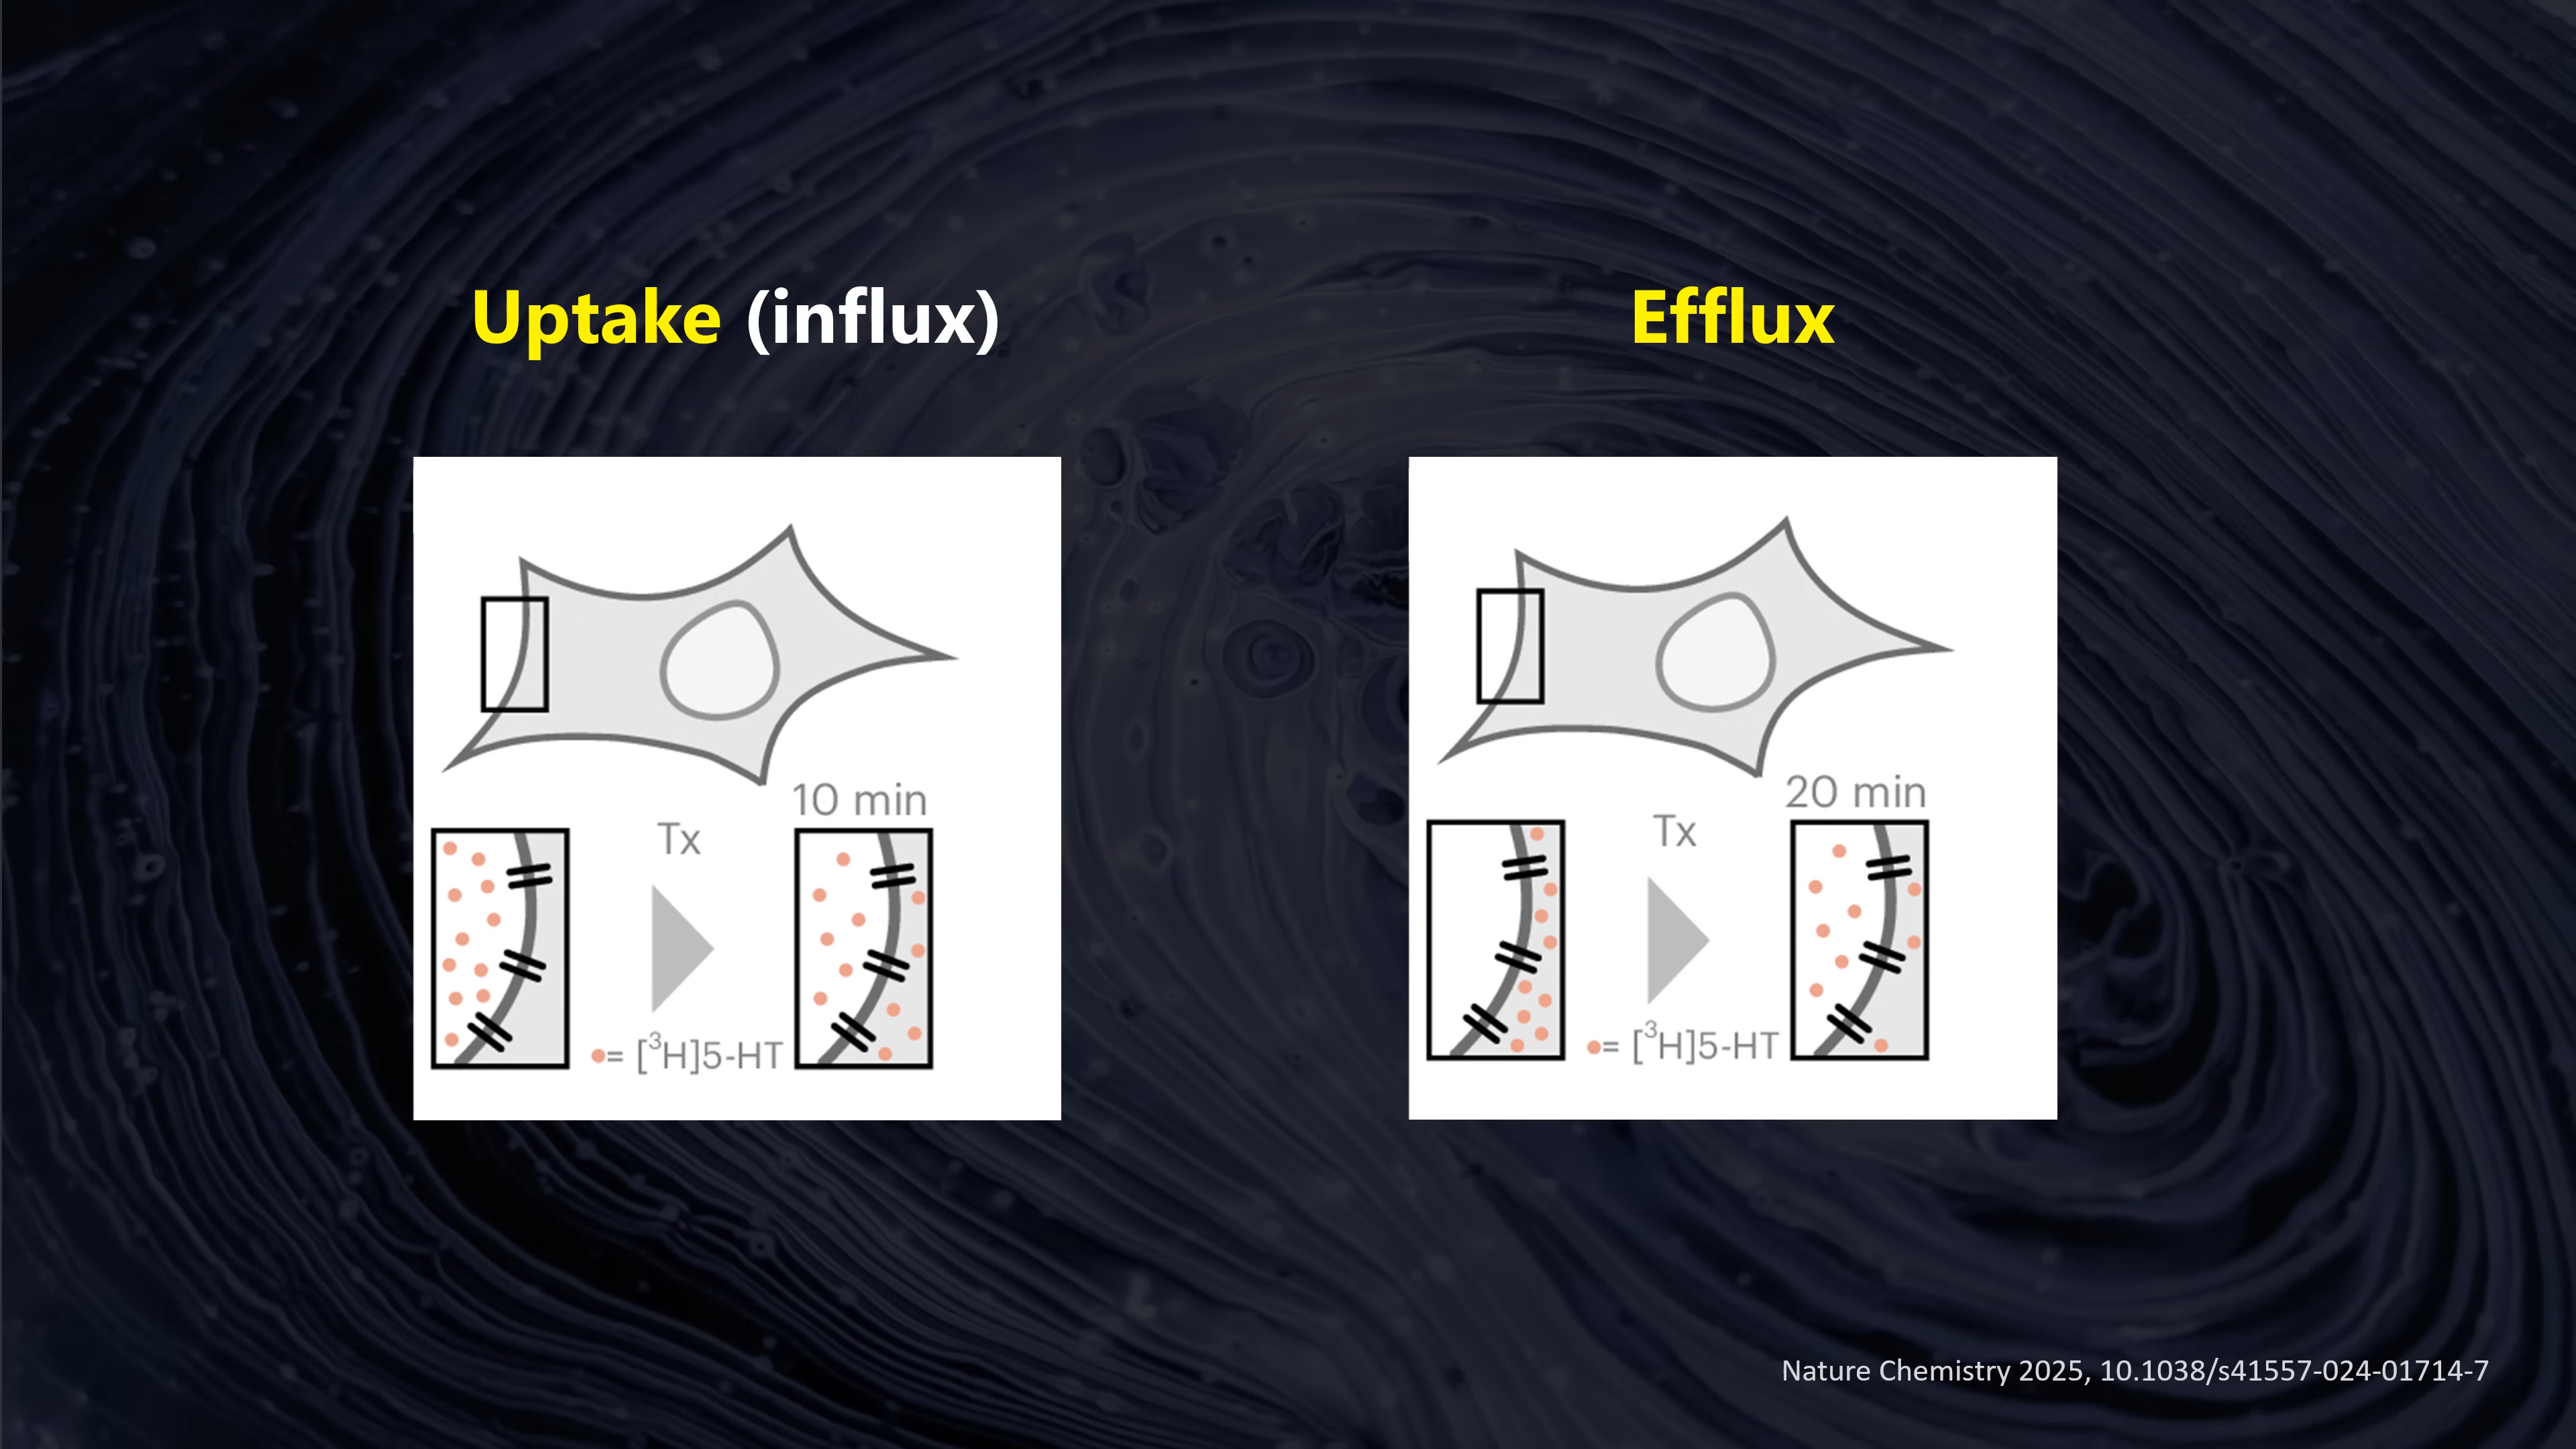 Uptake (influx)
Efflux
10 min
Tx
= [³H]5-HT
20 min
Tx
= [³H]5-HT
Nature Chemistry 2025, 10.1038/s41557-024-01714-7